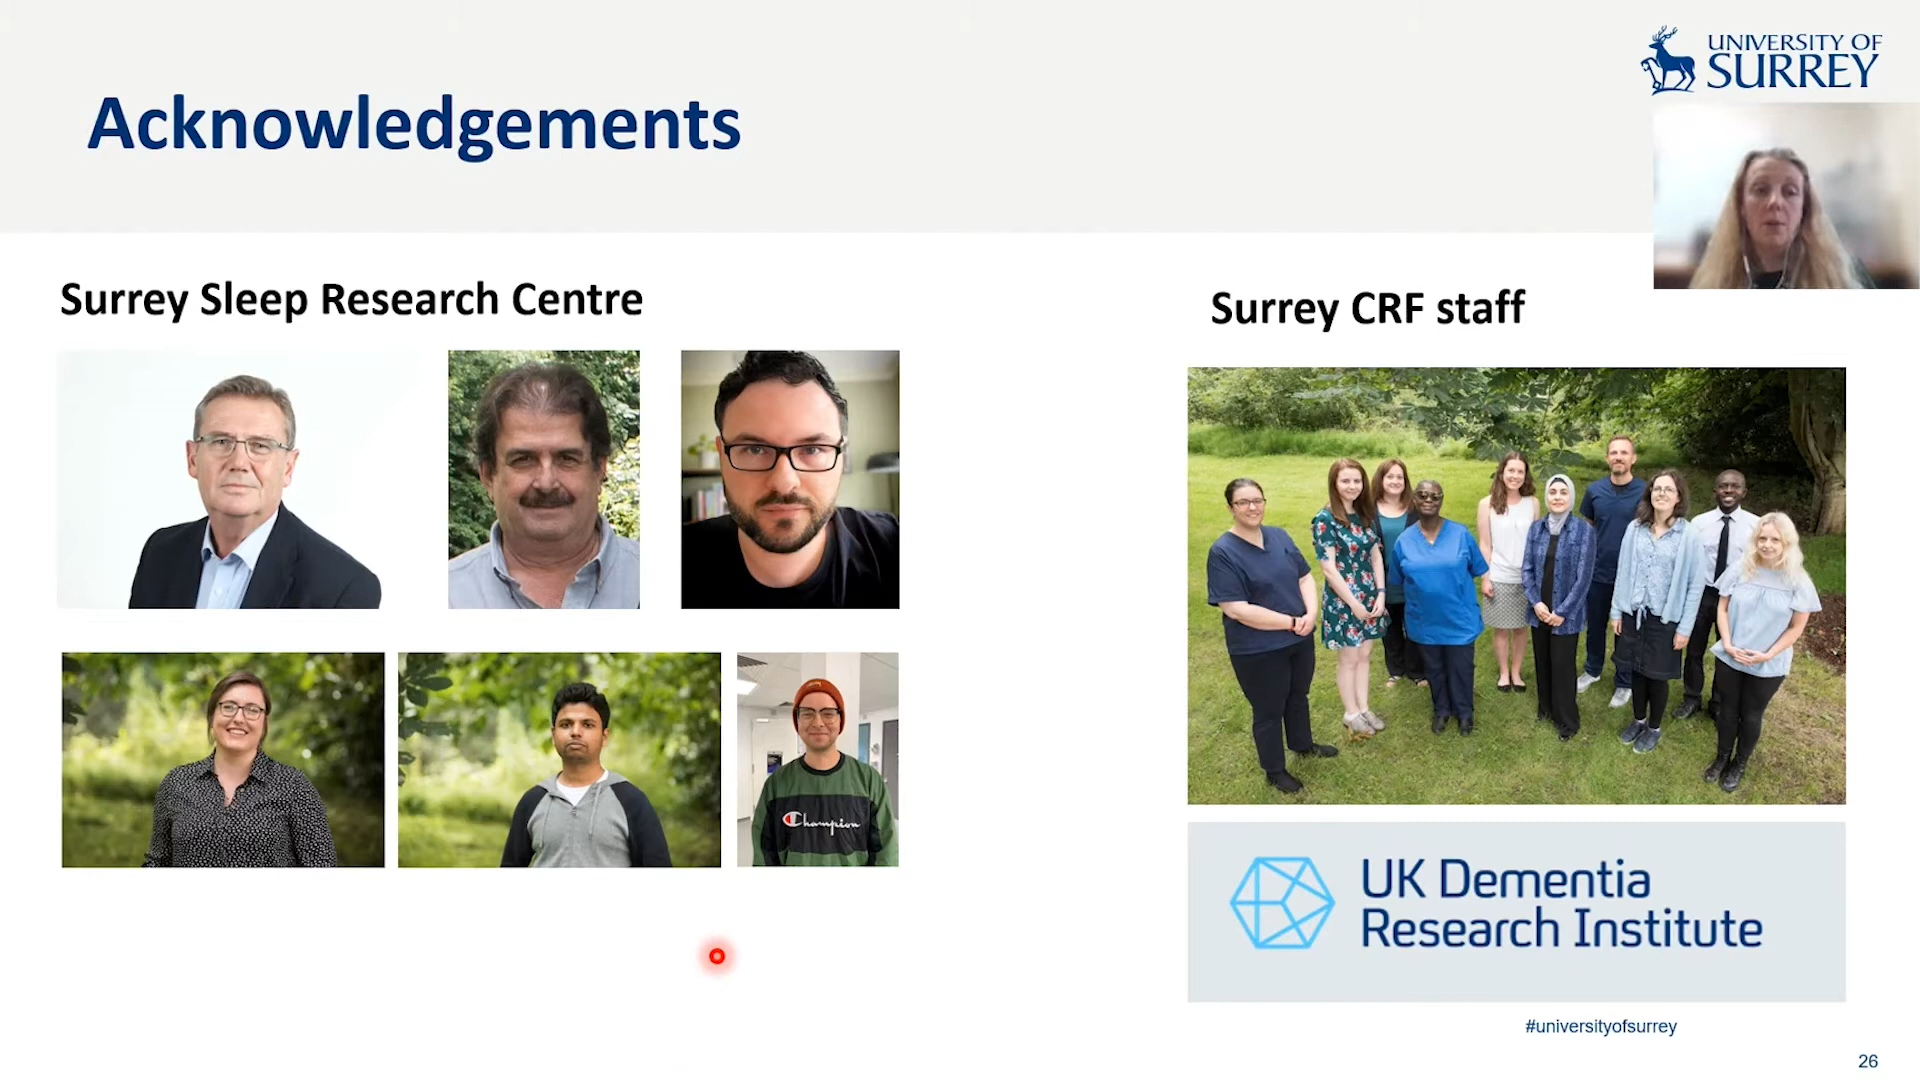 UNIVERSITY OF
SURREY
Acknowledgements
Surrey Sleep Research Centre
Surrey CRF staff
Champion
UK Dementia
Research Institute
#universityofsurrey
26